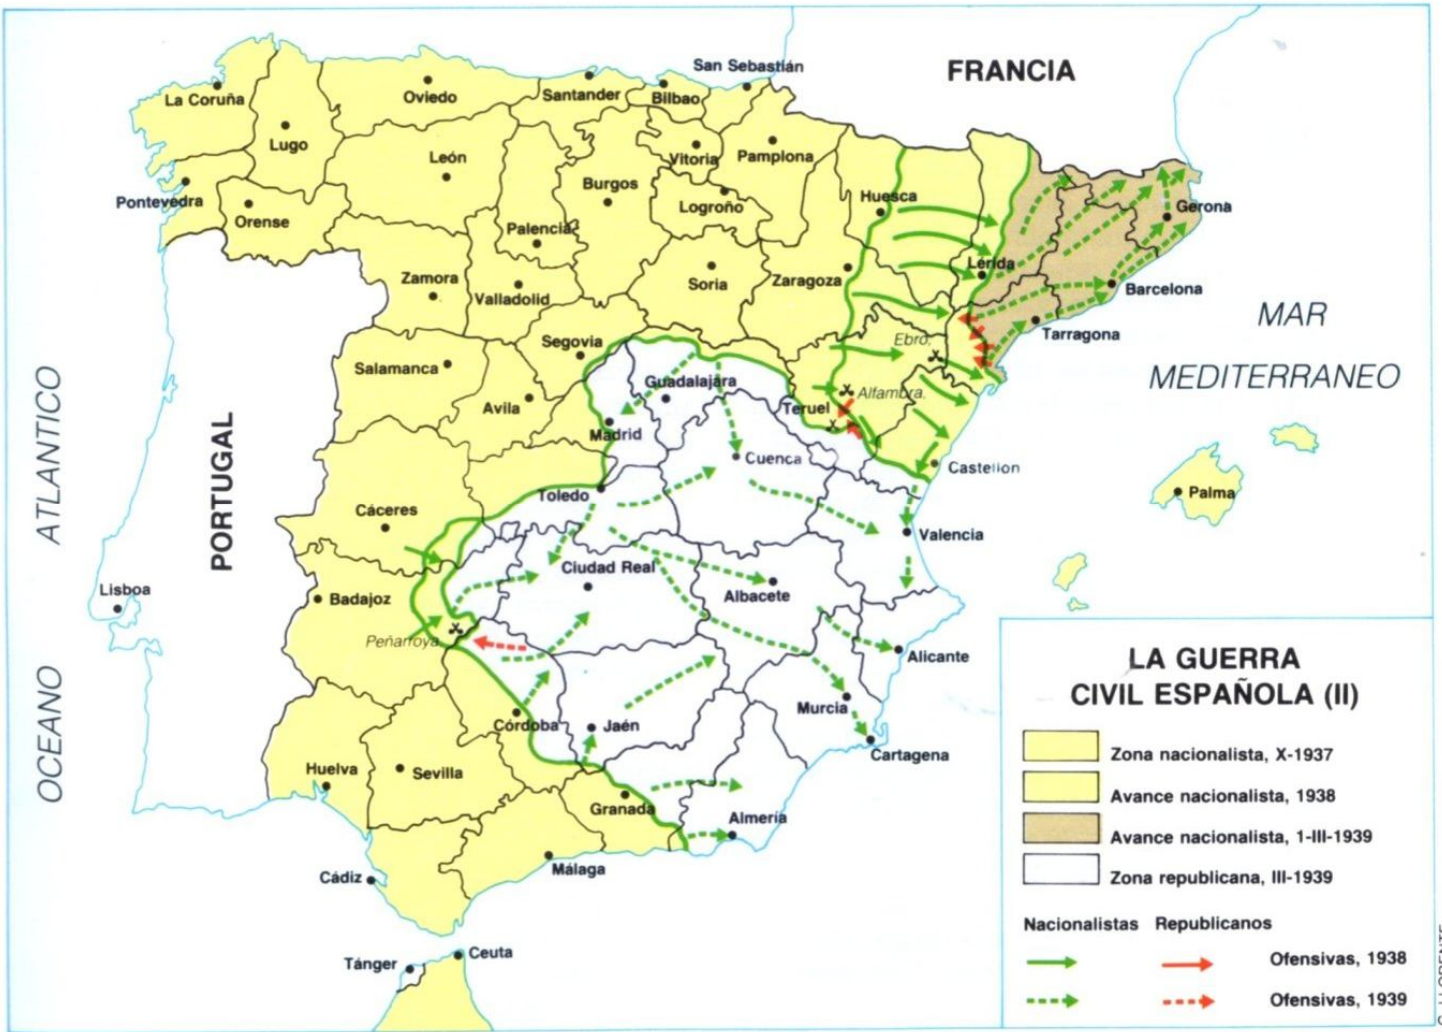 FRANCIA
San Sebastián
La Coruña
Oviedo
Santander
Bilbao
Lugo
León
Vitoria
Pamplona
Pontevedra
Orense
Burgos
Logroño
Huesca
Gerona
Palencia
Zamora
Valladolid
Soria
Zaragoza
Lérida
Barcelona
MAR
MEDITERRANEO
Tarragona
Segovia
Ebro.
Salamanca
Avila
Guadalajara
Teruel
Alfambra.
Madrid
Cuenca
Castellon
Toledo
Palma
ATLANTICO
PORTUGAL
Cáceres
Valencia
Ciudad Real
Albacete
Lisboa
Badajoz
Peñarroya
Alicante
OCEANO
Córdoba
Jaén
Murcia
Cartagena
Huelva
Sevilla
Granada
Almería
Cádiz
Málaga
Tánger
Ceuta
LA GUERRA
CIVIL ESPAÑOLA (II)
Zona nacionalista, X-1937
Avance nacionalista, 1938
Avance nacionalista, 1-III-1939
Zona republicana, III-1939
Nacionalistas Republicanos
Ofensivas, 1938
Ofensivas, 1939